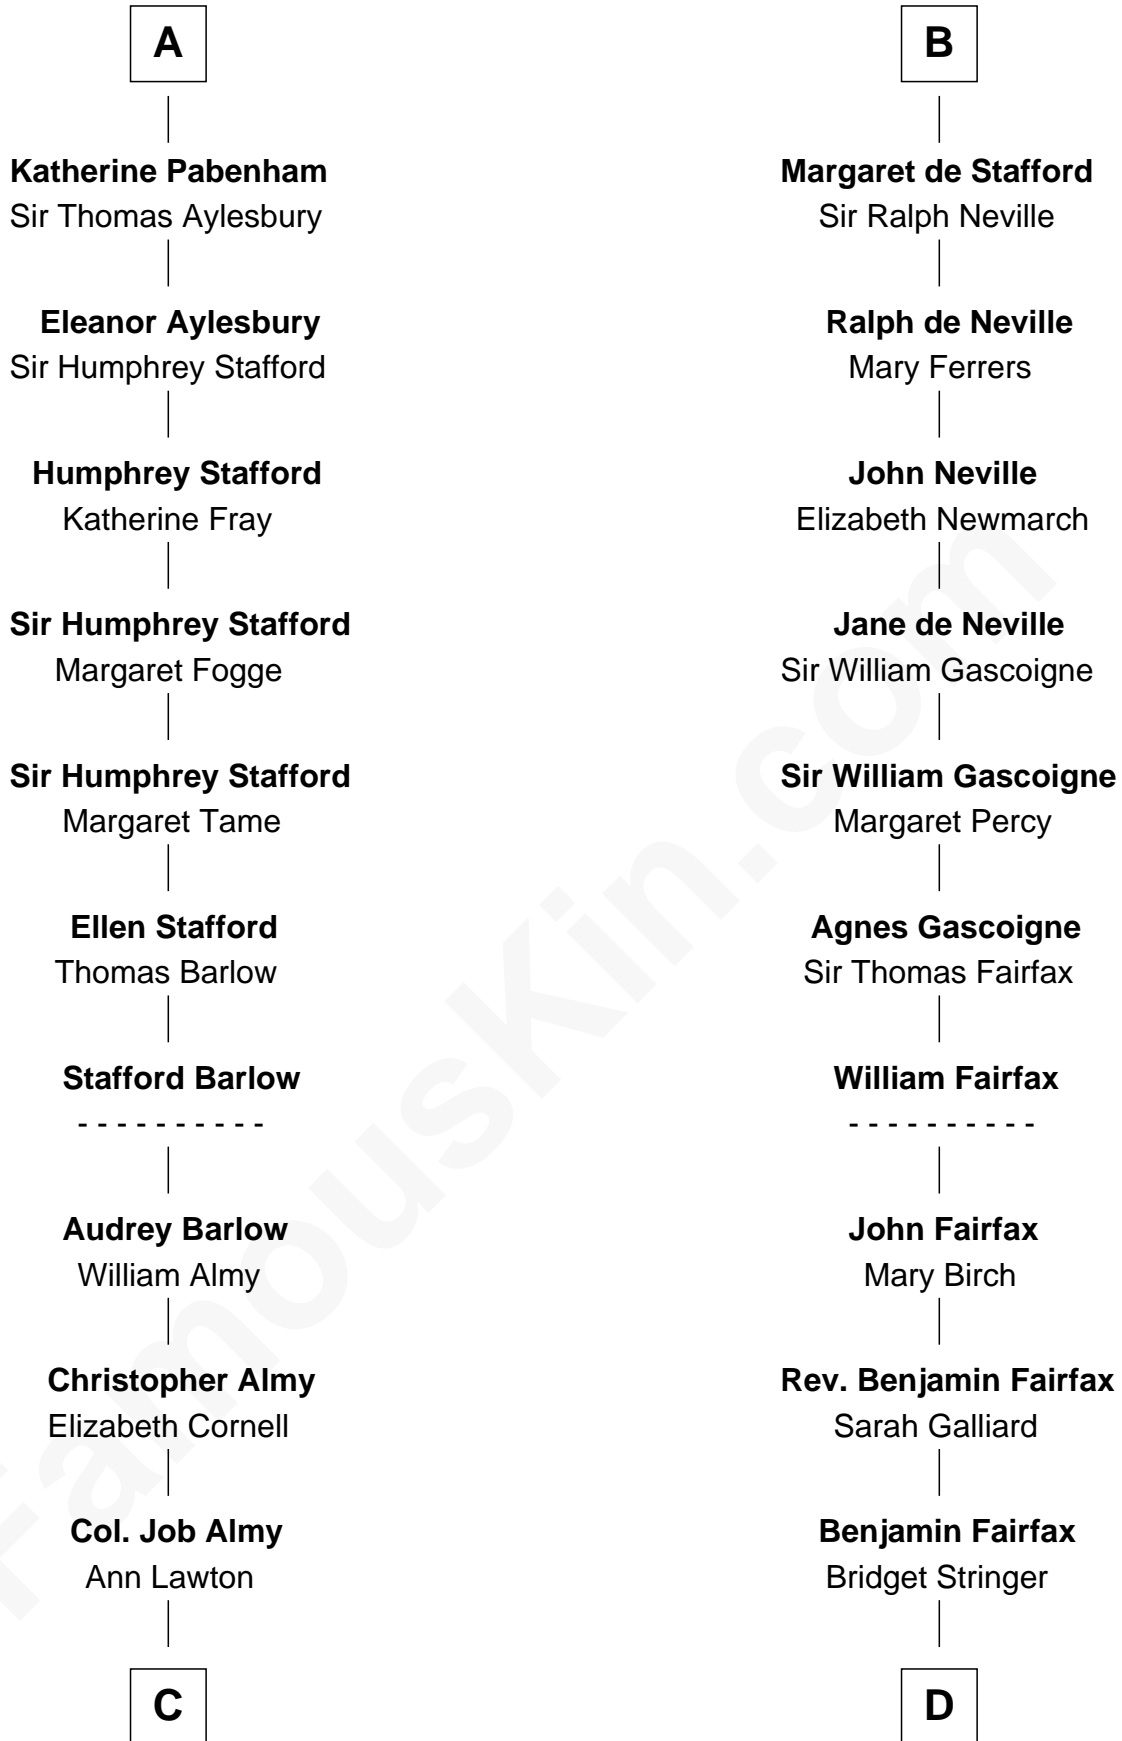 A
Katherine Pabenham
Sir Thomas Aylesbury
Eleanor Aylesbury
Sir Humphrey Stafford
Humphrey Stafford
Katherine Fray
Sir Humphrey Stafford
Margaret Fogge
Sir Humphrey Stafford
Margaret Tame
Ellen Stafford
Thomas Barlow
Stafford Barlow
- - - - - - - - - -
Audrey Barlow
William Almy
Christopher Almy
Elizabeth Cornell
Col. Job Almy
Ann Lawton
C
B
Margaret de Stafford
Sir Ralph Neville
Ralph de Neville
Mary Ferrers
John Neville
Elizabeth Newmarch
Jane de Neville
Sir William Gascoigne
Sir William Gascoigne
Margaret Percy
Agnes Gascoigne
Sir Thomas Fairfax
William Fairfax
- - - - - - - - - -
John Fairfax
Mary Birch
Rev. Benjamin Fairfax
Sarah Galliard
Benjamin Fairfax
Bridget Stringer
D
FamousKin.com